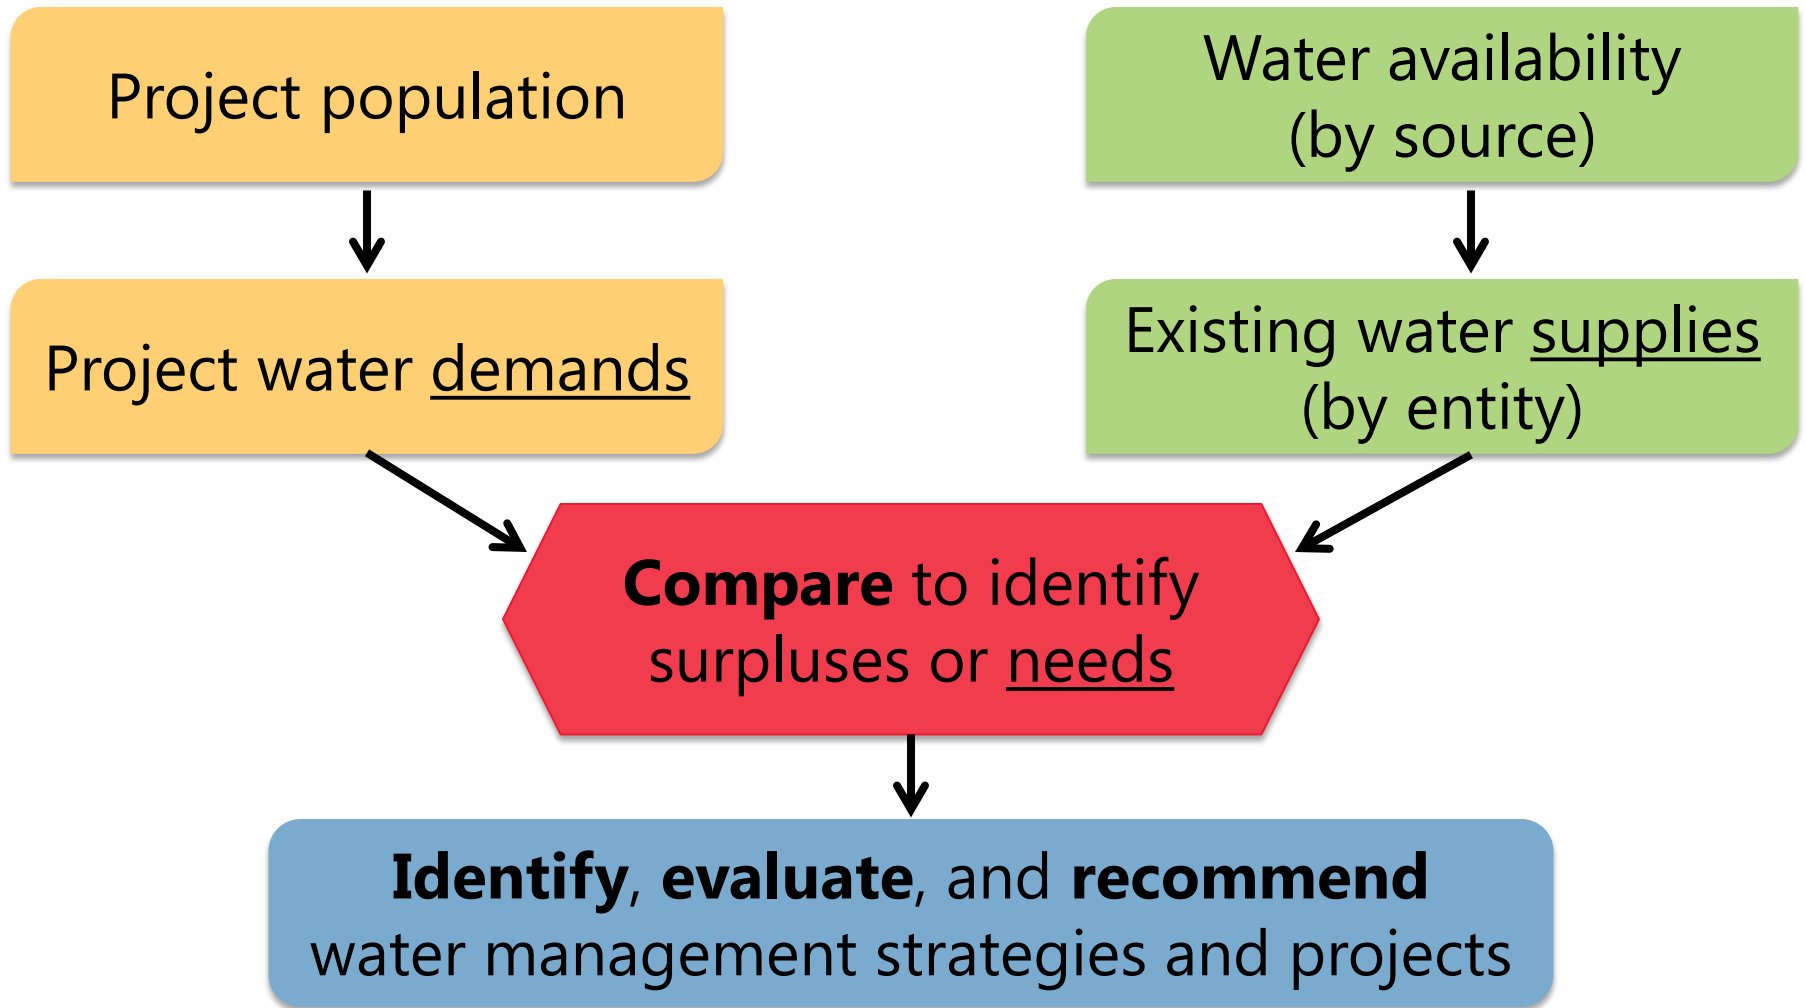 Project population
Water availability
(by source)
Project water demands
Existing water supplies
(by entity)
Compare to identify
surpluses or needs
Identify, evaluate, and recommend
water management strategies and projects